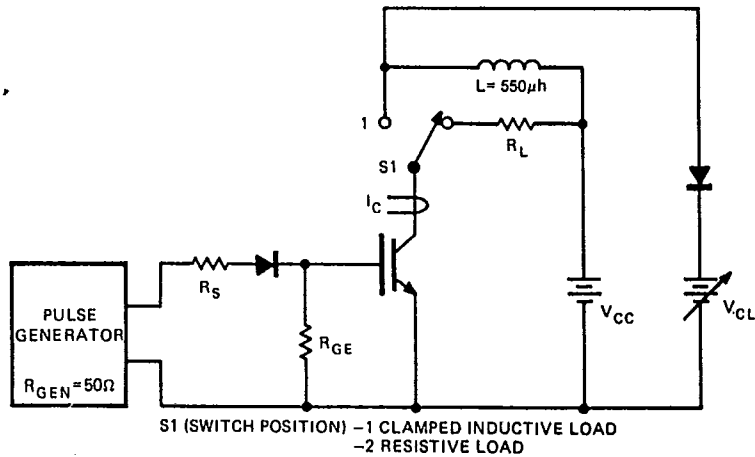 L= 550μh
1
R_L
S1
I_C
R_S
PULSE
GENERATOR
R_GE
V_CC
V_CL
R_GEN = 50Ω
S1 (SWITCH POSITION) –1 CLAMPED INDUCTIVE LOAD
–2 RESISTIVE LOAD